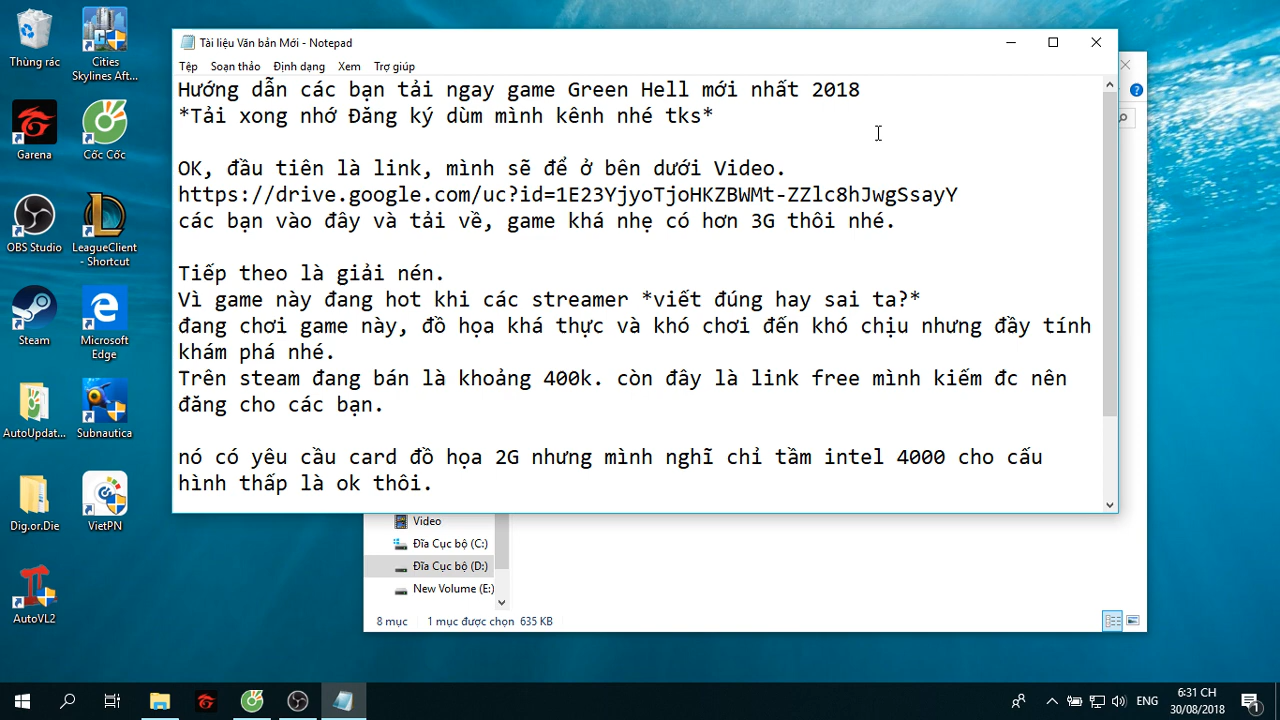 Thùng rác
Cities
Skylines Aft...
Garena
Cốc Cốc
OBS Studio
LeagueClient
- Shortcut
Steam
Microsoft
Edge
AutoUpdat...
Subnautica
Dig.or.Die
VietPN
AutoVL2
Tài liệu Văn bản Mới - Notepad
Tệp Soạn thảo Định dạng Xem Trợ giúp
Hướng dẫn các bạn tải ngay game Green Hell mới nhất 2018
*Tải xong nhớ Đăng ký dùm mình kênh nhé tks*
OK, đầu tiên là link, mình sẽ để ở bên dưới Video.
https://drive.google.com/uc?id=1E23YjyoTjoHKZBWMt-ZZlc8hJwgSsayY
các bạn vào đây và tải về, game khá nhẹ có hơn 3G thôi nhé.
Tiếp theo là giải nén.
Vì game này đang hot khi các streamer *viết đúng hay sai ta?*
đang chơi game này, đồ họa khá thực và khó chơi đến khó chịu nhưng đầy tính
khám phá nhé.
Trên steam đang bán là khoảng 400k. còn đây là link free mình kiếm đc nên
đăng cho các bạn.
nó có yêu cầu card đồ họa 2G nhưng mình nghĩ chỉ tầm intel 4000 cho cấu
hình thấp là ok thôi.
Video
Đĩa Cục bộ (C:)
Đĩa Cục bộ (D:)
New Volume (E:)
8 mục 1 mục được chọn 635 KB
ENG
6:31 CH
30/08/2018
1